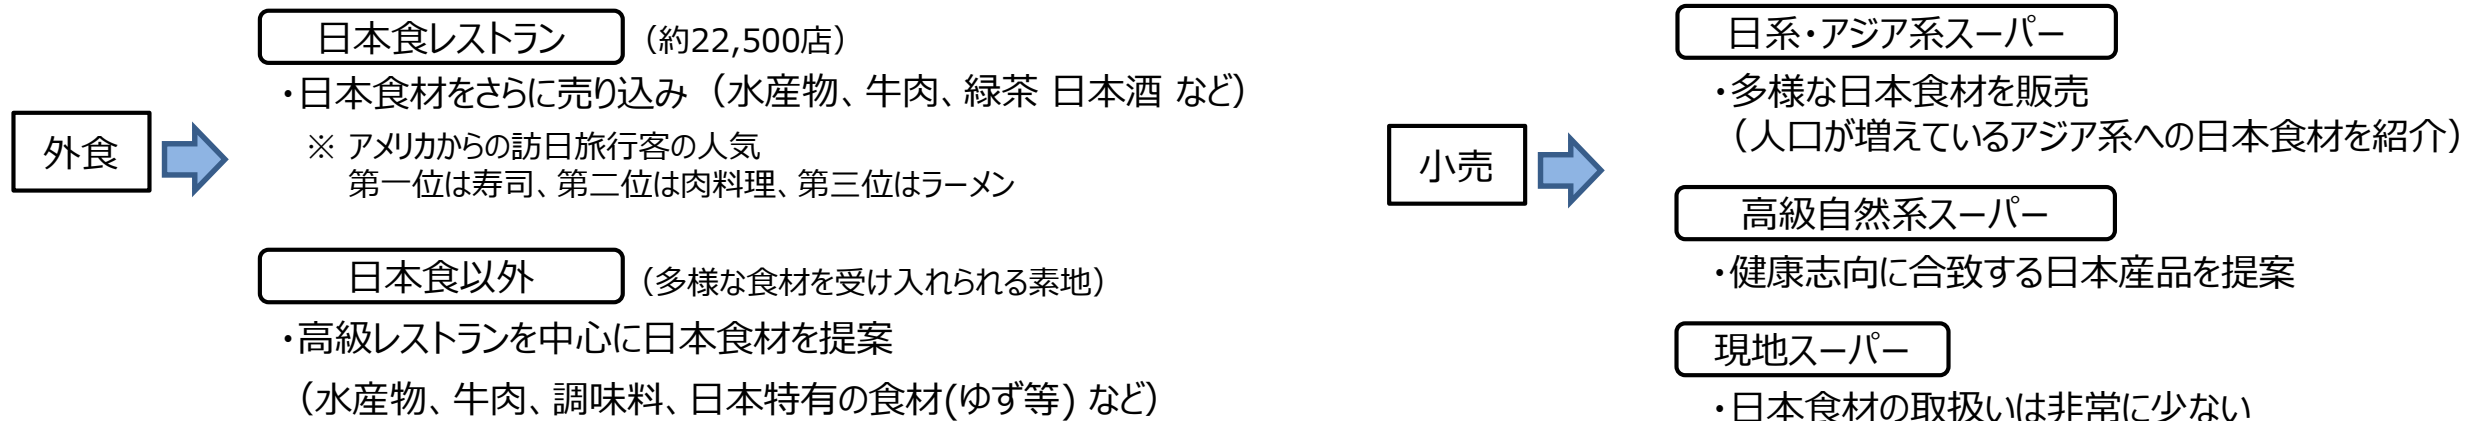 外食
日本食レストラン（約22,500店）
・日本食材をさらに売り込み（水産物、牛肉、緑茶 日本酒 など）
※ アメリカからの訪日旅行客の人気
第一位は寿司、第二位は肉料理、第三位はラーメン
日本食以外（多様な食材を受け入れられる素地）
・高級レストランを中心に日本食材を提案
（水産物、牛肉、調味料、日本特有の食材(ゆず等) など）
小売
日系・アジア系スーパー
・多様な日本食材を販売
（人口が増えているアジア系への日本食材を紹介）
高級自然系スーパー
・健康志向に合致する日本産品を提案
現地スーパー
・日本食材の取扱いは非常に少ない